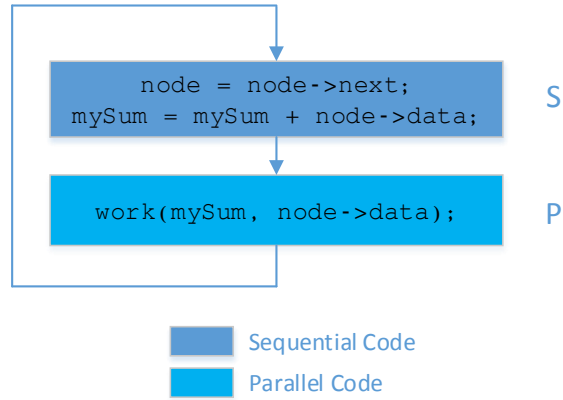 node = node->next;
mySum = mySum + node->data;
S
work(mySum, node->data);
P
Sequential Code
Parallel Code